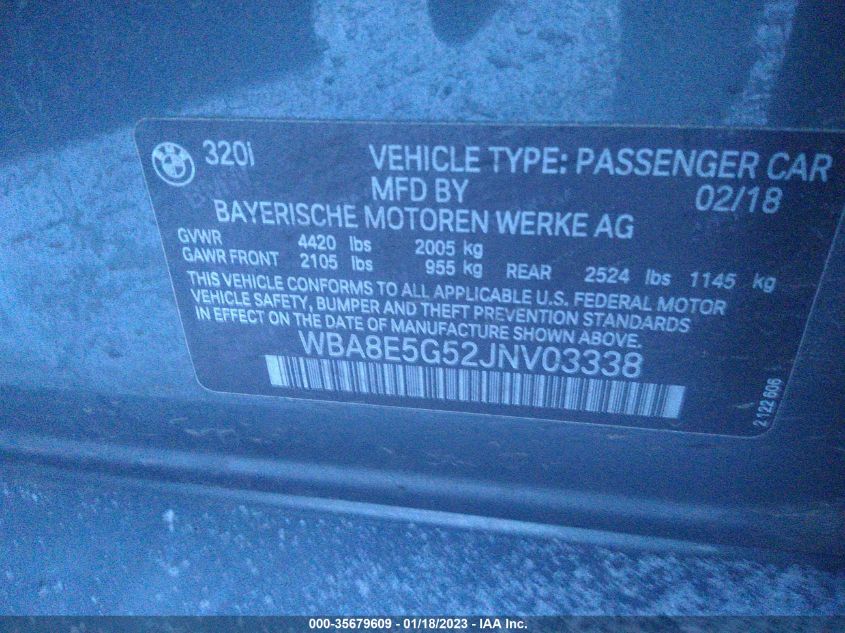 320i VEHICLE TYPE: PASSENGER CAR
MFD BY 02/18
BAYERISCHE MOTOREN WERKE AG
GVWR 4420 lbs 2005 kg
GAWR FRONT 2105 lbs 955 kg REAR 2524 lbs 1145 kg
THIS VEHICLE CONFORMS TO ALL APPLICABLE U.S. FEDERAL MOTOR
VEHICLE SAFETY, BUMPER AND THEFT PREVENTION STANDARDS
IN EFFECT ON THE DATE OF MANUFACTURE SHOWN ABOVE.
WBA8E5G52JNV03338
2 122 606
000-35679609 - 01/18/2023 - IAA Inc.